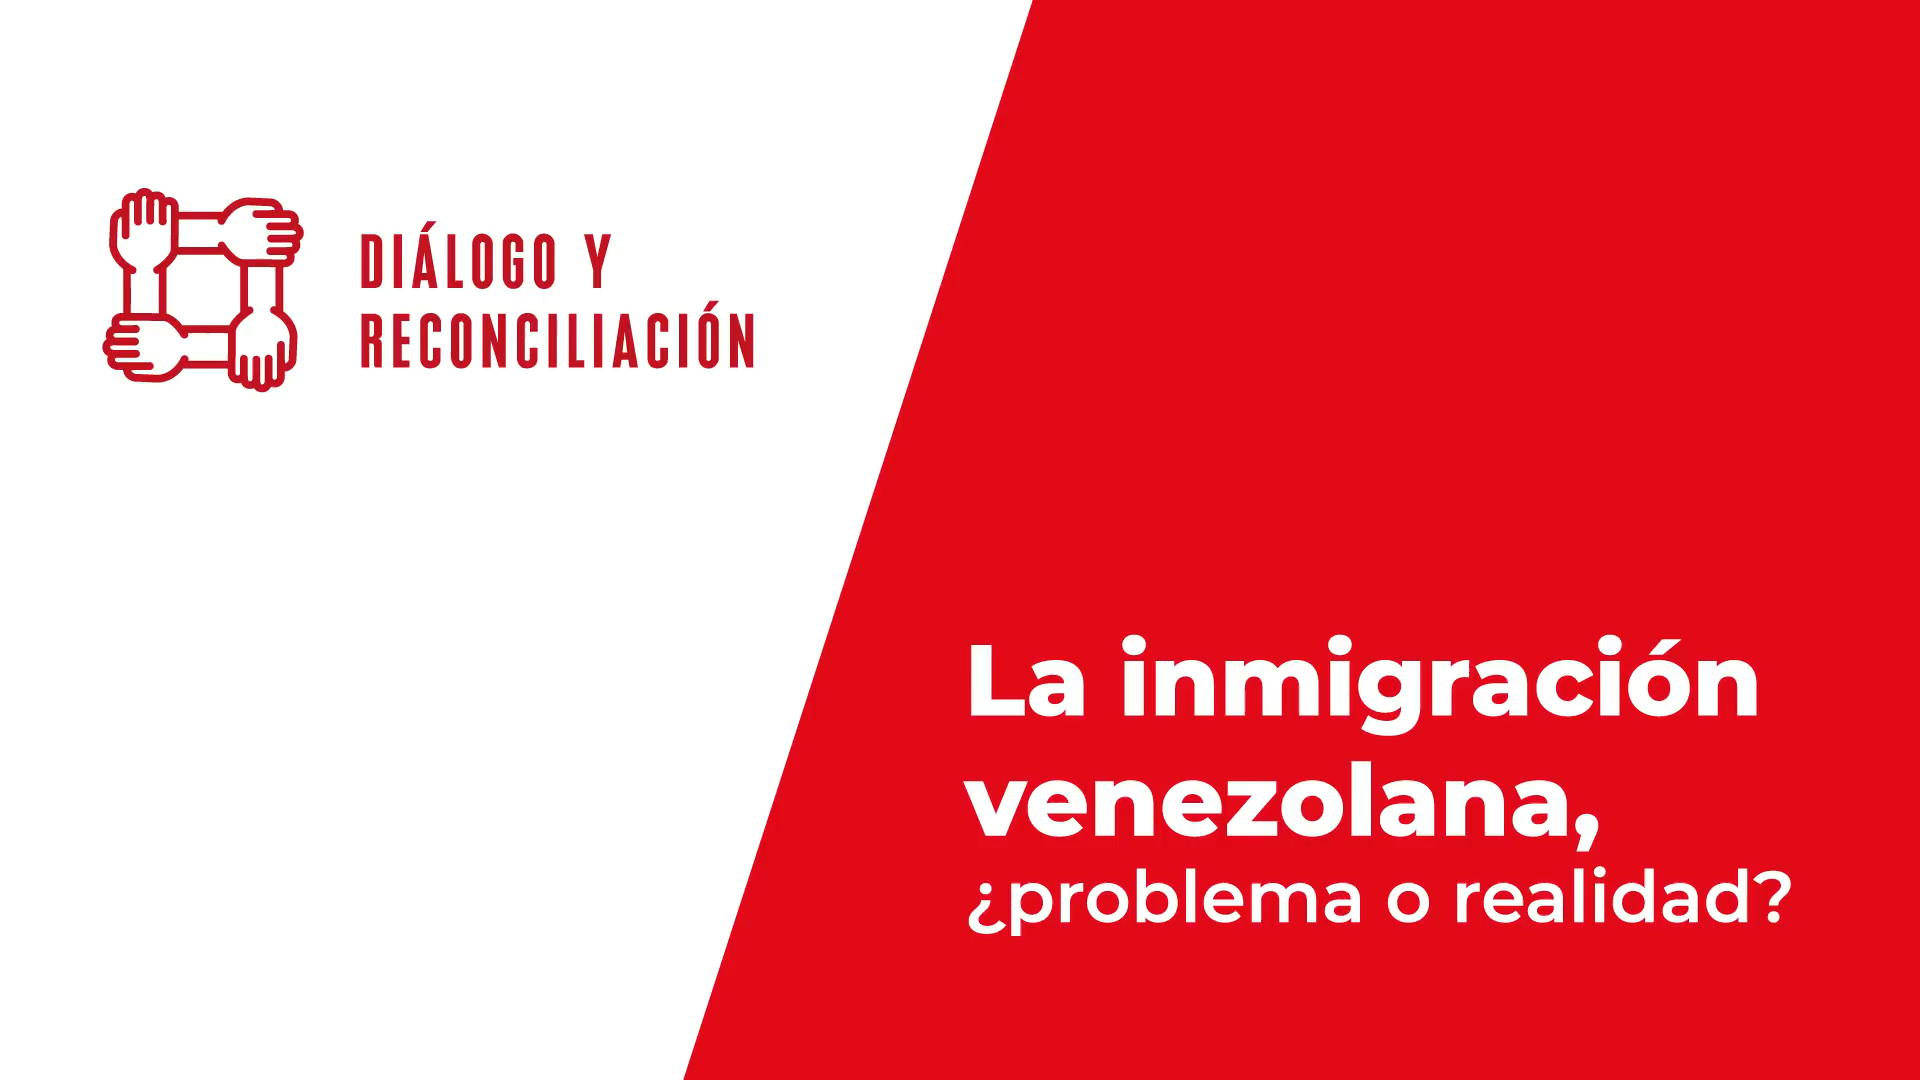 DIÁLOGO Y
RECONCILIACIÓN
La inmigración
venezolana,
¿problema o realidad?